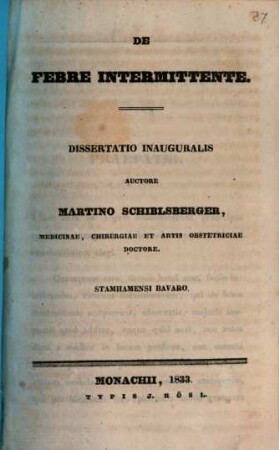 87
DE
FEBRE INTERMITTENTE.
DISSERTATIO INAUGURALIS
AUCTORE
MARTINO SCHIBLSBERGER,
MEDICINAE, CHIRURGIAE ET ARTIS OBSTETRICIAE
DOCTORE.
STAMHAMENSI BAVARO.
MONACHII, 1833.
TYPIS J. RÖSL.